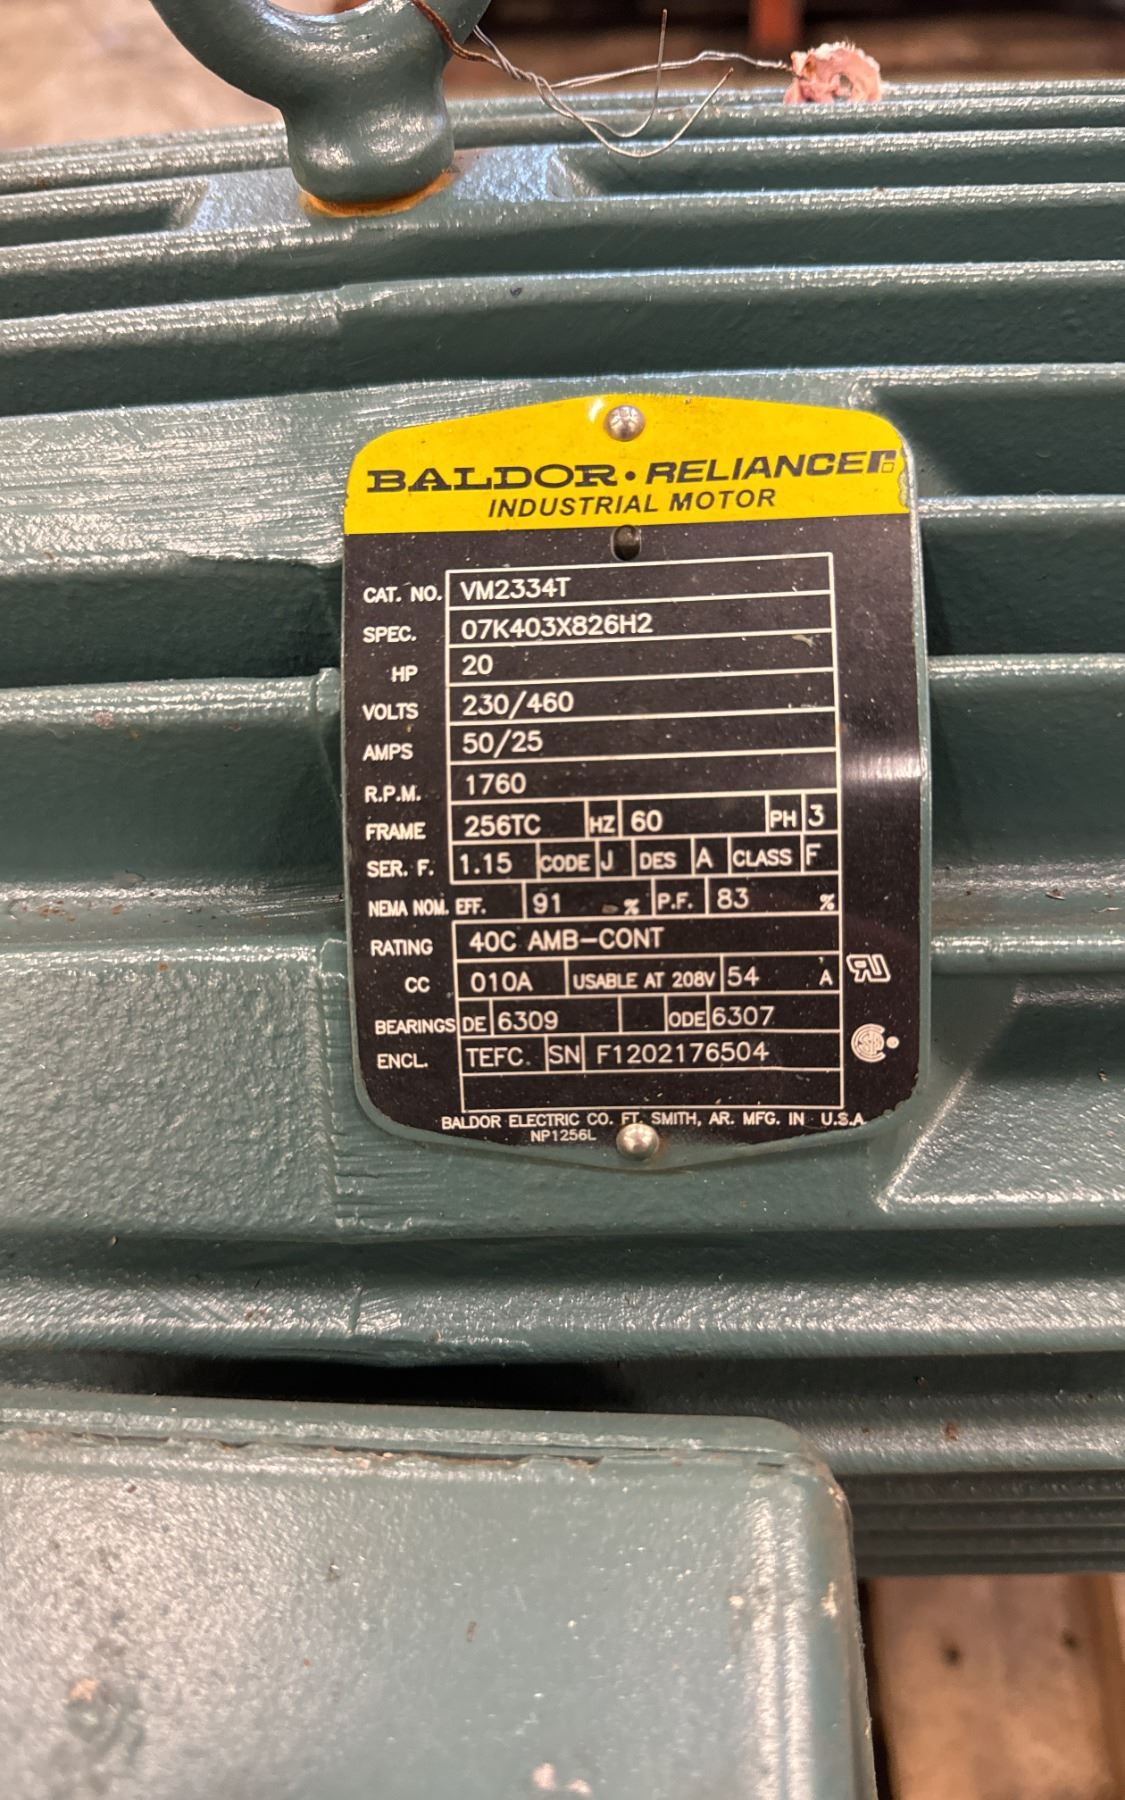 BALDOR • RELIANCE
INDUSTRIAL MOTOR
CAT. NO. VM2334T
SPEC. 07K403X826H2
HP 20
VOLTS 230/460
AMPS 50/25
R.P.M. 1760
FRAME 256TC HZ 60 PH 3
SER. F. 1.15 CODE J DES A CLASS F
NEMA NOM. EFF. 91 % P.F. 83 %
RATING 40C AMB-CONT
CC 010A USABLE AT 208V 54 A
BEARINGS DE 6309 ODE 6307
ENCL. TEFC SN F1202176504
BALDOR ELECTRIC CO. FT. SMITH, AR. MFG. IN U.S.A.
NP1256L